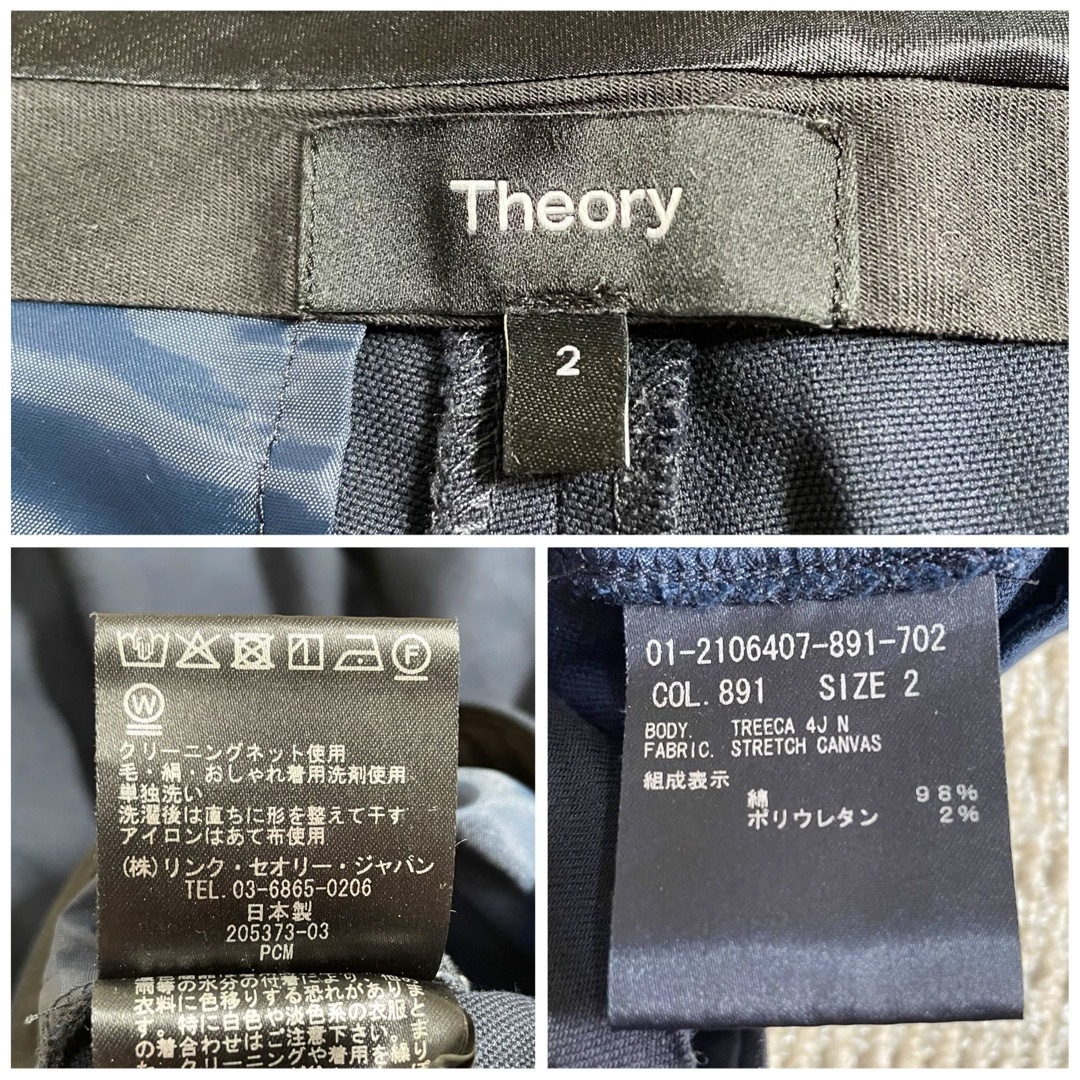 Theory
2
クリーニングネット使用
毛・絹・おしゃれ着用洗剤使用
単独洗い
洗濯後は直ちに形を整えて干す
アイロンはあて布使用
(株)リンク・セオリー・ジャパン
TEL. 03-6865-0206
日本製
205373-03
PCM
衣料に色移りする恐れがありま
す。特に白色や淡色系の衣服
01-2106407-891-702
COL. 891 SIZE 2
BODY. TREECA 4J N
FABRIC. STRETCH CANVAS
組成表示
綿 98%
ポリウレタン 2%